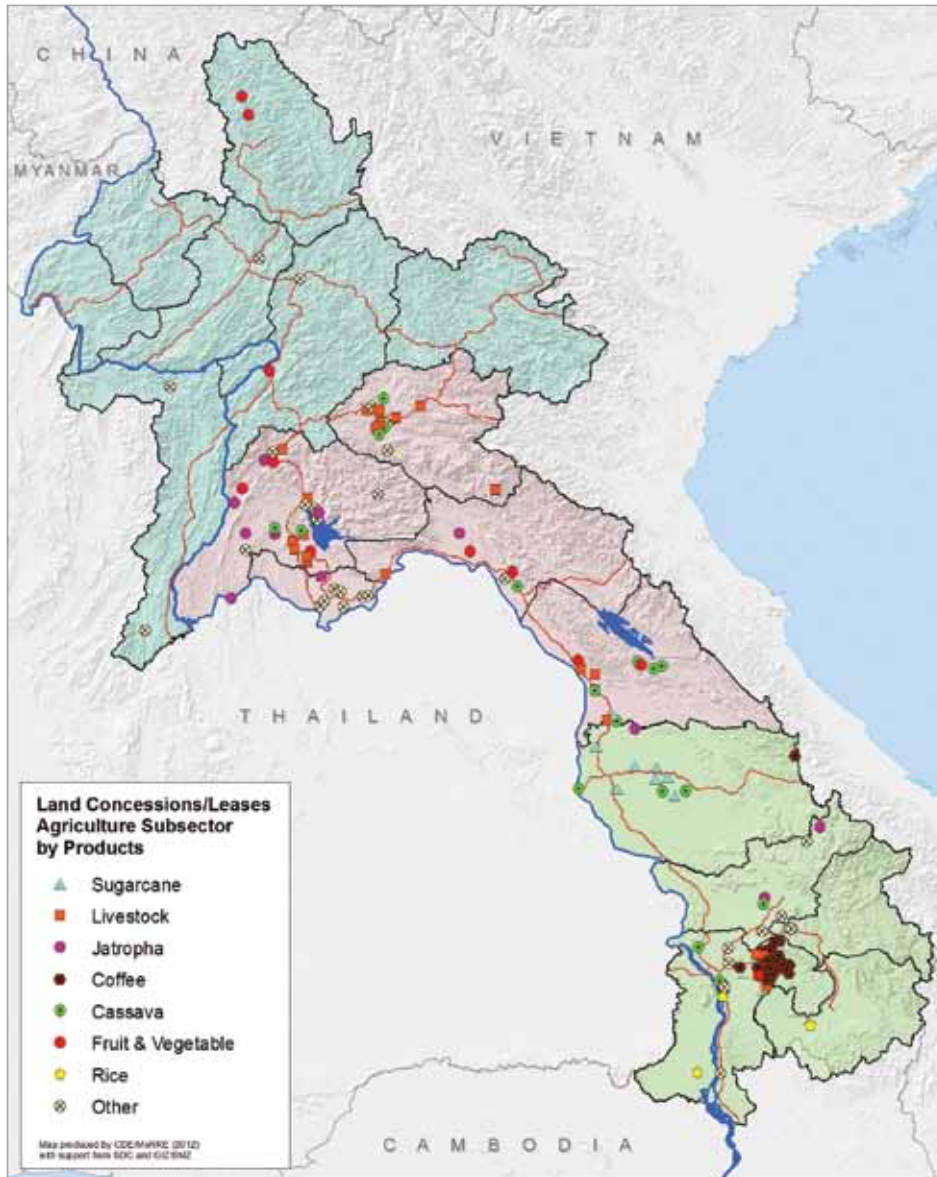 CHINA
VIETNAM
MYANMAR
THAILAND
Land Concessions/Leases
Agriculture Subsector
by Products
Sugarcane
Livestock
Jatropha
Coffee
Cassava
Fruit & Vegetable
Rice
Other
Map produced by CDE/MoNRE (2012)
with support from SDC and GIZ/BMZ
CAMBODIA